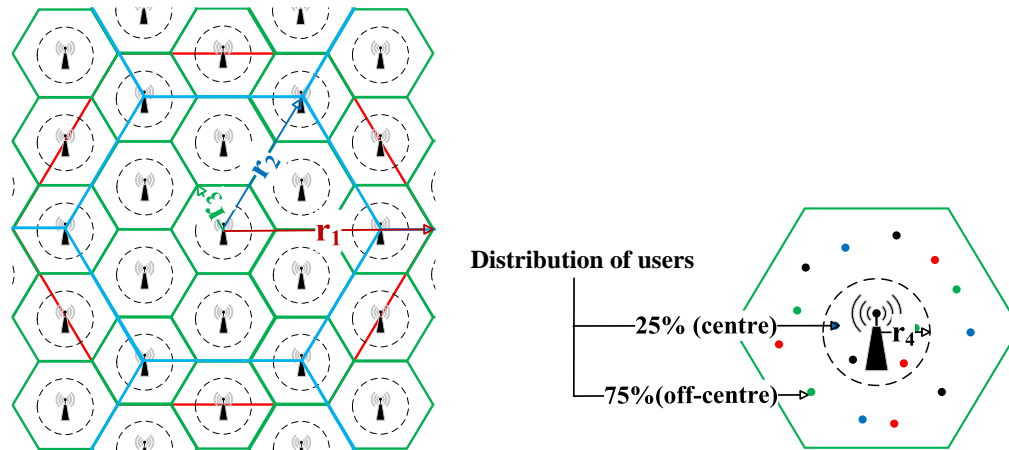 r2
r3
r1
Distribution of users
25% (centre)
r4
75%(off-centre)